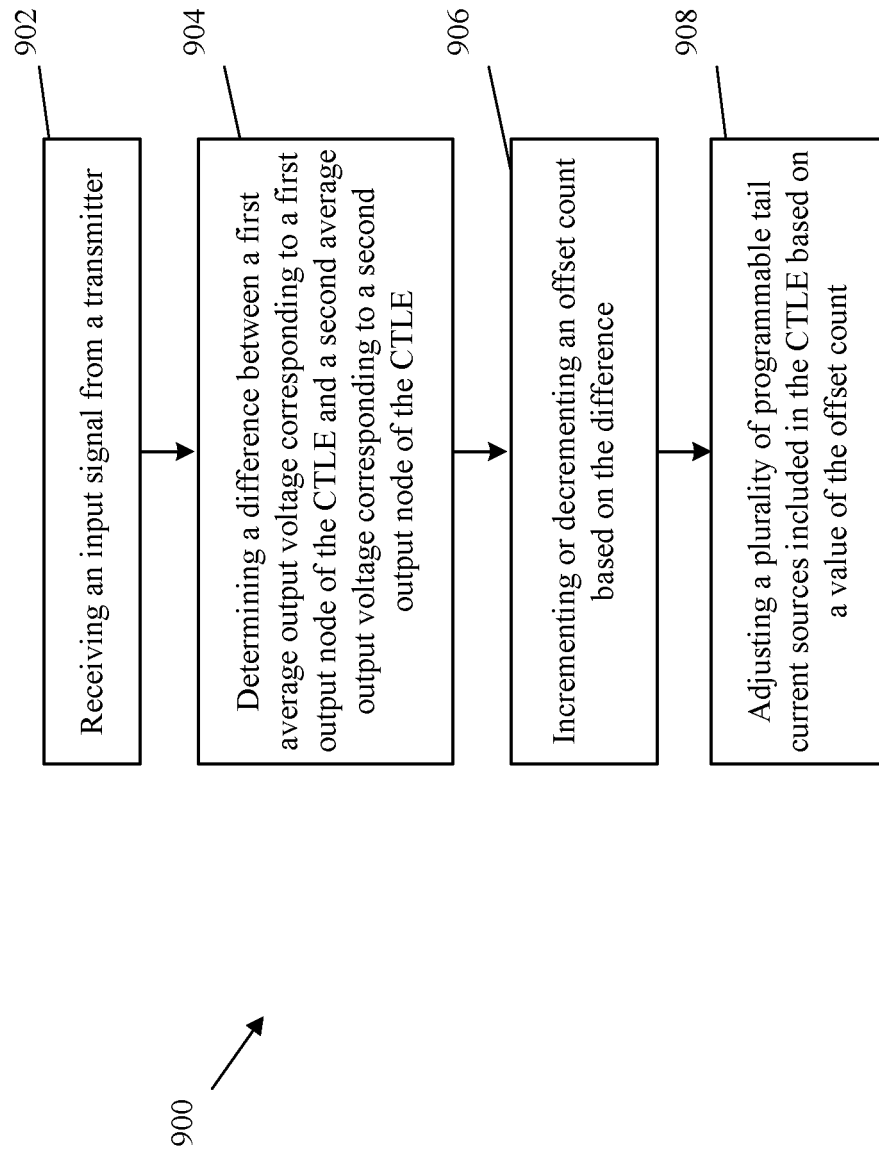 900
902
Receiving an input signal from a transmitter
904
Determining a difference between a first
average output voltage corresponding to a first
output node of the CTLE and a second average
output voltage corresponding to a second
output node of the CTLE
906
Incrementing or decrementing an offset count
based on the difference
908
Adjusting a plurality of programmable tail
current sources included in the CTLE based on
a value of the offset count